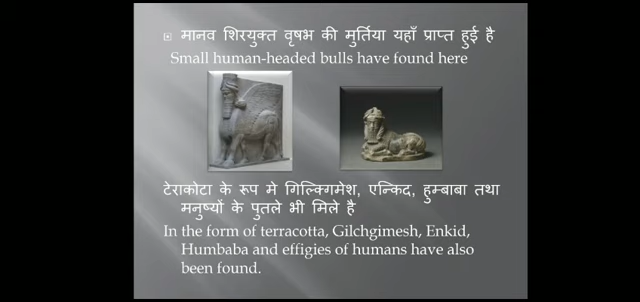 मानव शिरयुक्त वृषभ की मुर्तिया यहाँ प्राप्त हुई है
Small human-headed bulls have found here
टेराकोटा के रूप मे गिल्क्गिमेश, एन्किद, हुम्बाबा तथा
मनुष्यों के पुतले भी मिले है
In the form of terracotta, Gilchgimesh, Enkid,
Humbaba and effigies of humans have also
been found.